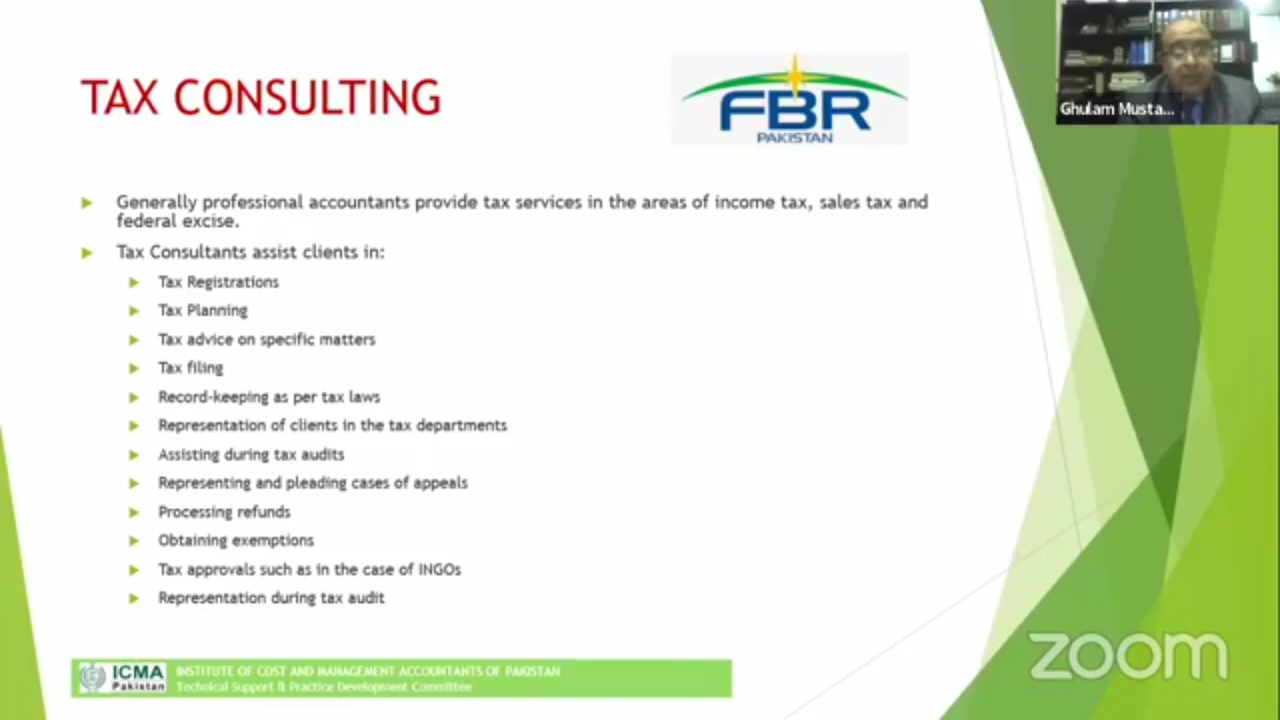 TAX CONSULTING
FBR
PAKISTAN
Ghulam Musta...
Generally professional accountants provide tax services in the areas of income tax, sales tax and
federal excise.
Tax Consultants assist clients in:
Tax Registrations
Tax Planning
Tax advice on specific matters
Tax filing
Record-keeping as per tax laws
Representation of clients in the tax departments
Assisting during tax audits
Representing and pleading cases of appeals
Processing refunds
Obtaining exemptions
Tax approvals such as in the case of INGOs
Representation during tax audit
ICMA
Pakistan
INSTITUTE OF COST AND MANAGEMENT ACCOUNTANTS OF PAKISTAN
Technical Support & Practice Development Committee
zoom